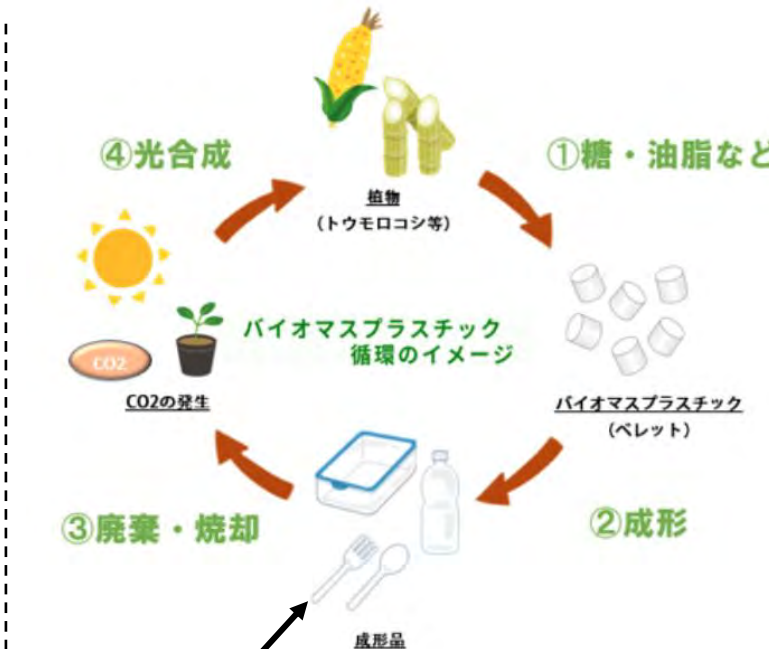 ④光合成
①糖・油脂など
植物
(トウモロコシ等)
バイオマスプラスチック
循環のイメージ
CO2
CO2の発生
バイオマスプラスチック
(ペレット)
③廃棄・焼却
②成形
成形品